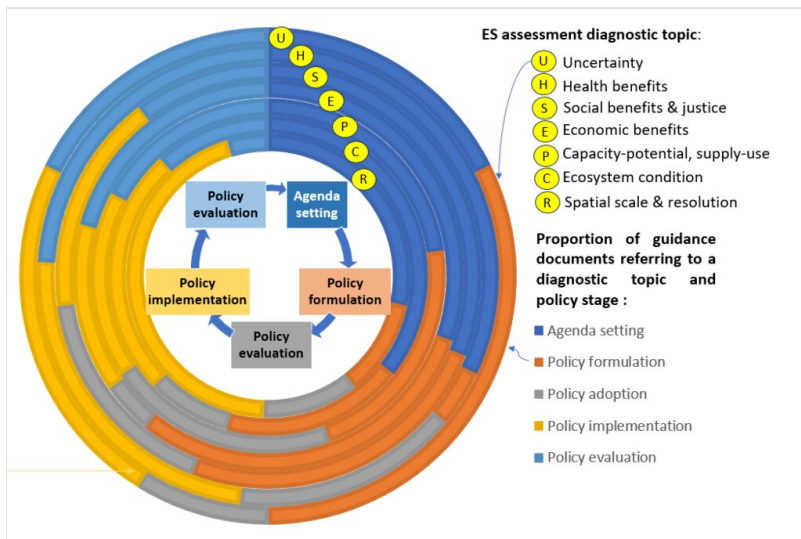 ES assessment diagnostic topic:
U Uncertainty
H Health benefits
S Social benefits & justice
E Economic benefits
P Capacity-potential, supply-use
C Ecosystem condition
R Spatial scale & resolution
Proportion of guidance
documents referring to a
diagnostic topic and
policy stage :
Agenda setting
Policy formulation
Policy adoption
Policy implementation
Policy evaluation
U
H
S
E
P
C
R
Policy
evaluation
Agenda
setting
Policy
implementation
Policy
formulation
Policy
evaluation